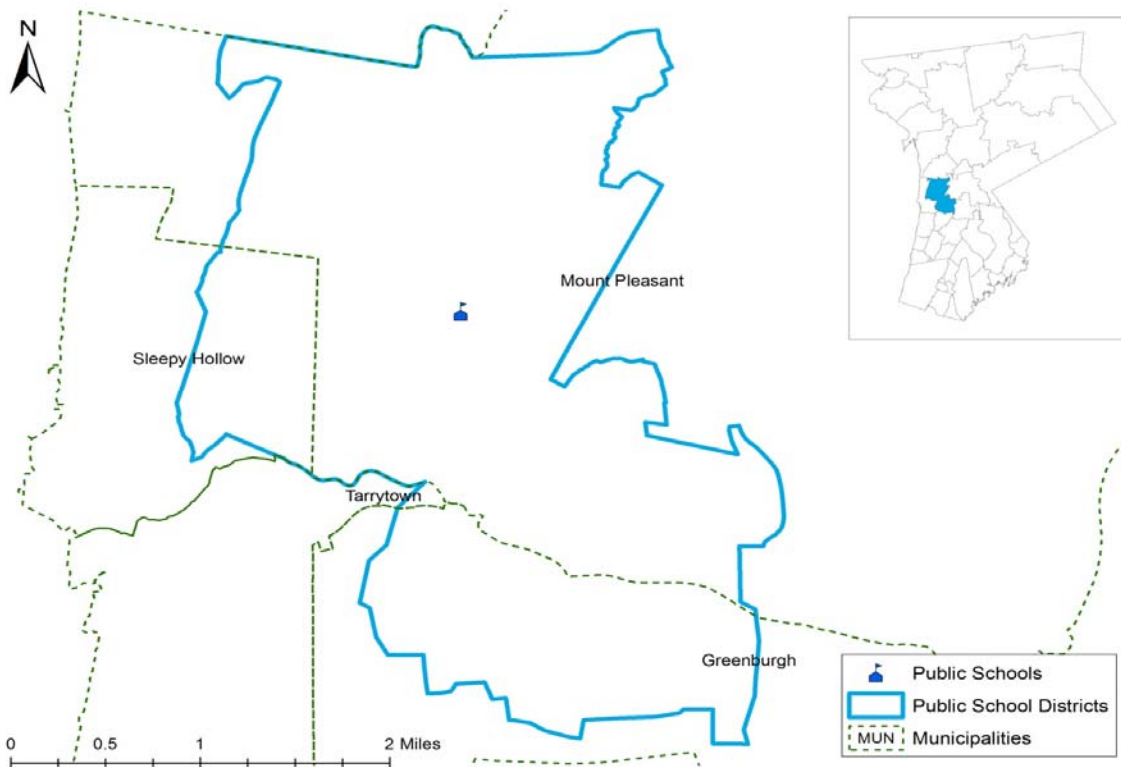 N
Mount Pleasant
Sleepy Hollow
Tarrytown
Greenburgh
Public Schools
Public School Districts
MUN Municipalities
0 0.5 1 2 Miles